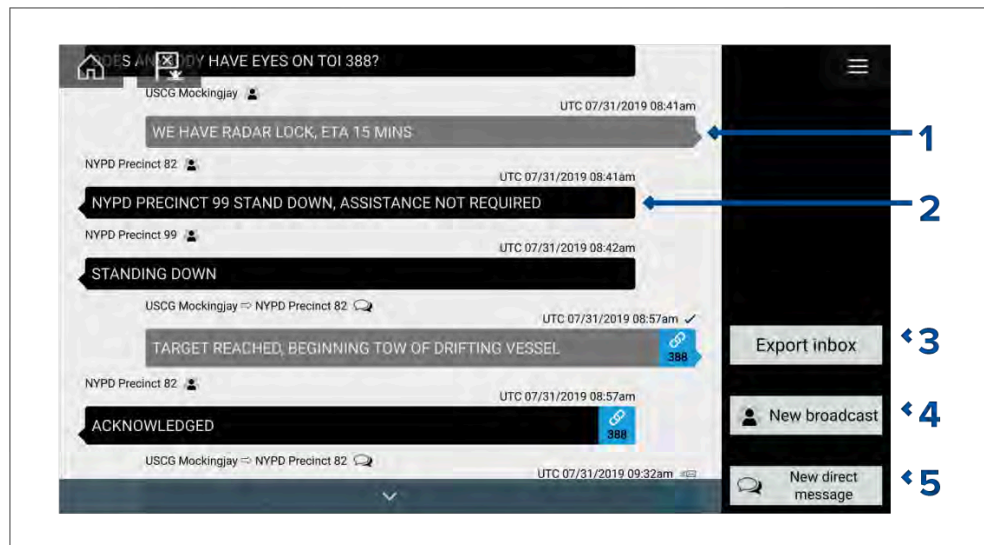 DOES ANYBODY HAVE EYES ON TOI 388?
USCG Mockingjay
UTC 07/31/2019 08:41am
WE HAVE RADAR LOCK, ETA 15 MINS
1
NYPD Precinct 82
UTC 07/31/2019 08:41am
NYPD PRECINCT 99 STAND DOWN, ASSISTANCE NOT REQUIRED
2
NYPD Precinct 99
UTC 07/31/2019 08:42am
STANDING DOWN
USCG Mockingjay ⇨ NYPD Precinct 82
UTC 07/31/2019 08:57am
TARGET REACHED, BEGINNING TOW OF DRIFTING VESSEL
388
Export inbox
3
NYPD Precinct 82
UTC 07/31/2019 08:57am
ACKNOWLEDGED
388
New broadcast
4
USCG Mockingjay ⇨ NYPD Precinct 82
UTC 07/31/2019 09:32am
New direct
message
5